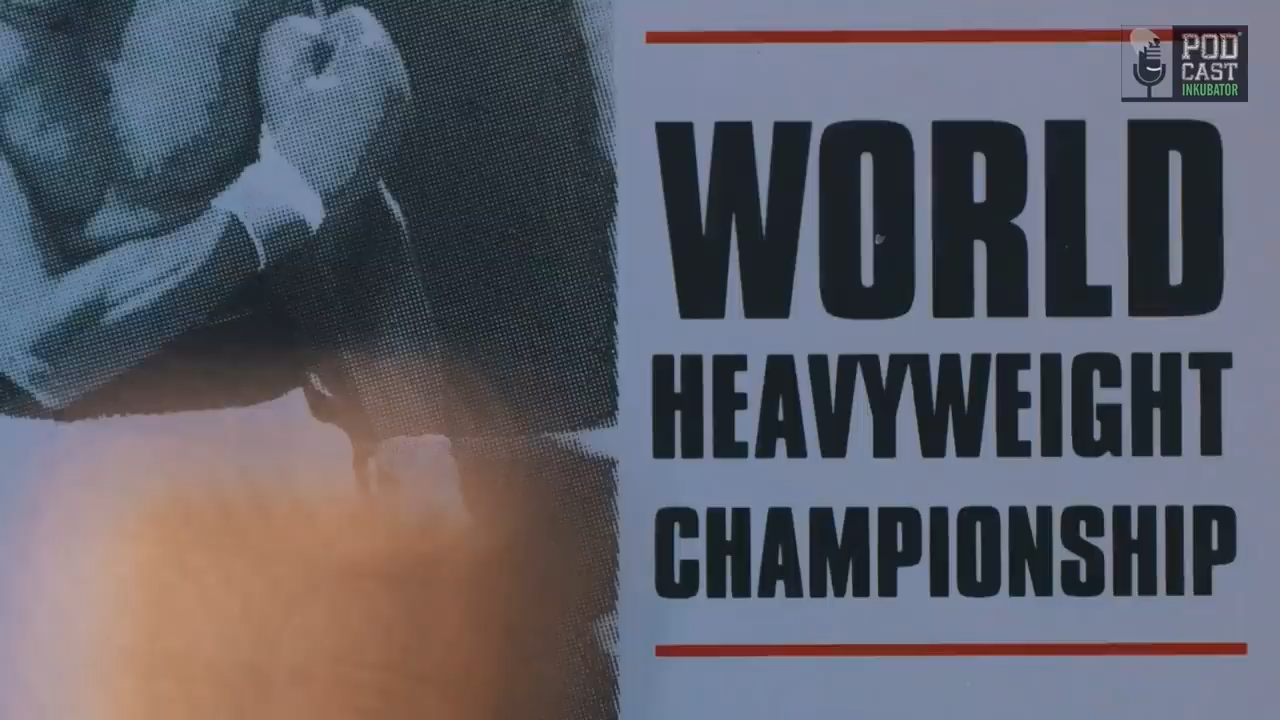 POD
CAST
INKUBATOR
WORLD
HEAVYWEIGHT
CHAMPIONSHIP